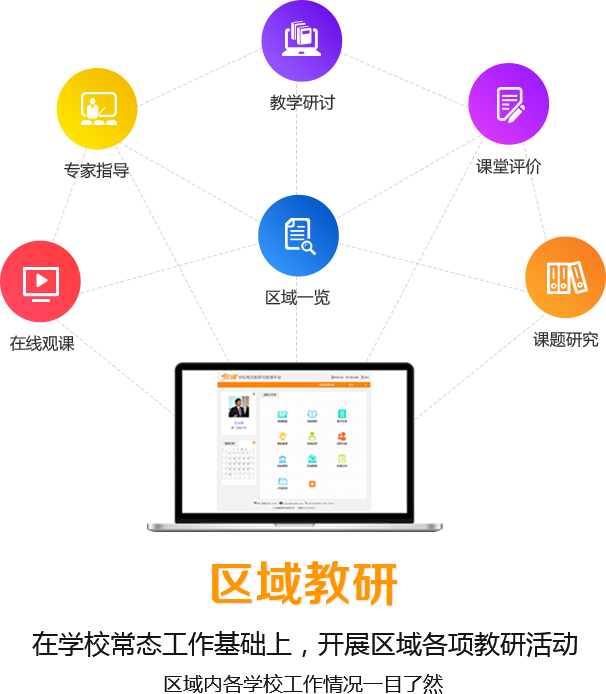 教学研讨
专家指导
课堂评价
区域一览
在线观课
课题研究
区域教研
在学校常态工作基础上，开展区域各项教研活动
区域内各学校工作情况一目了然